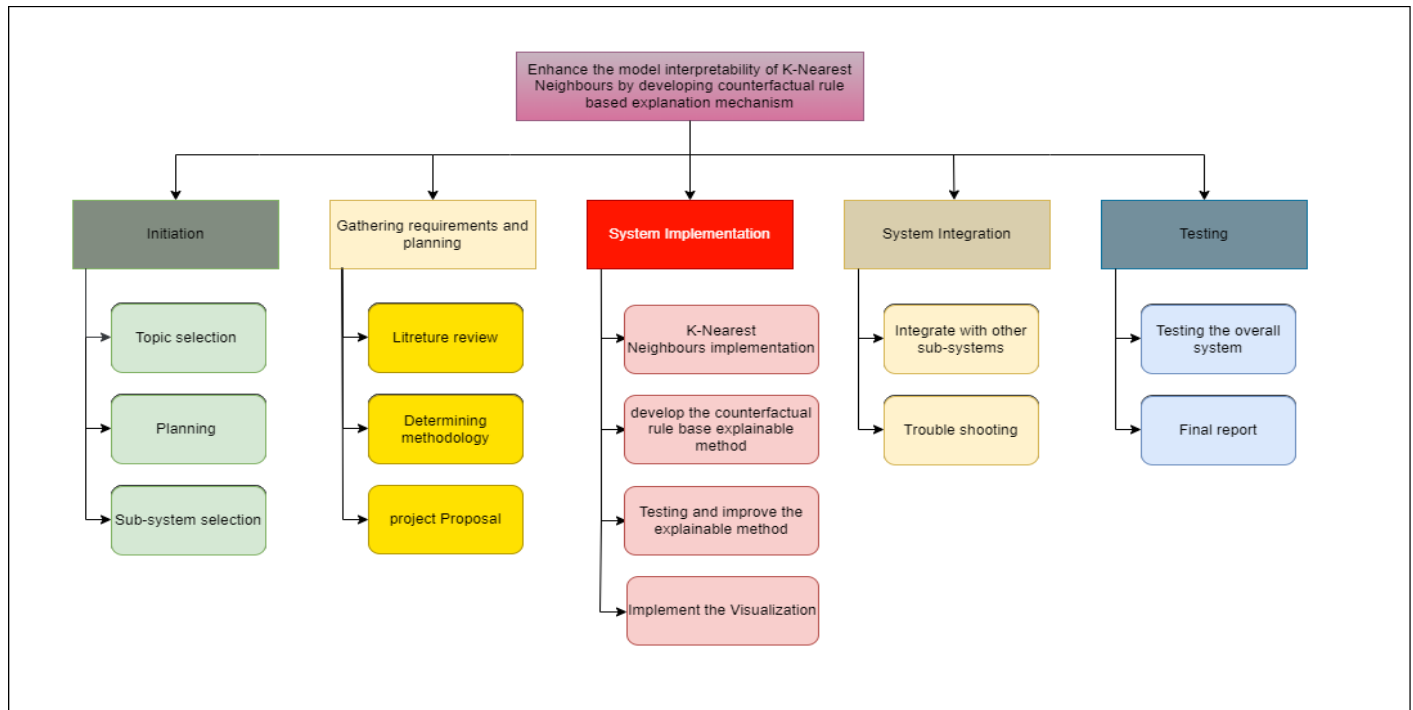 Enhance the model interpretability of K-Nearest
Neighbours by developing counterfactual rule
based explanation mechanism
Initiation
Gathering requirements and
planning
System Implementation
System Integration
Testing
Topic selection
Planning
Sub-system selection
Litreture review
Determining
methodology
project Proposal
K-Nearest
Neighbours implementation
develop the counterfactual
rule base explainable
method
Testing and improve the
explainable method
Implement the Visualization
Integrate with other
sub-systems
Trouble shooting
Testing the overall
system
Final report